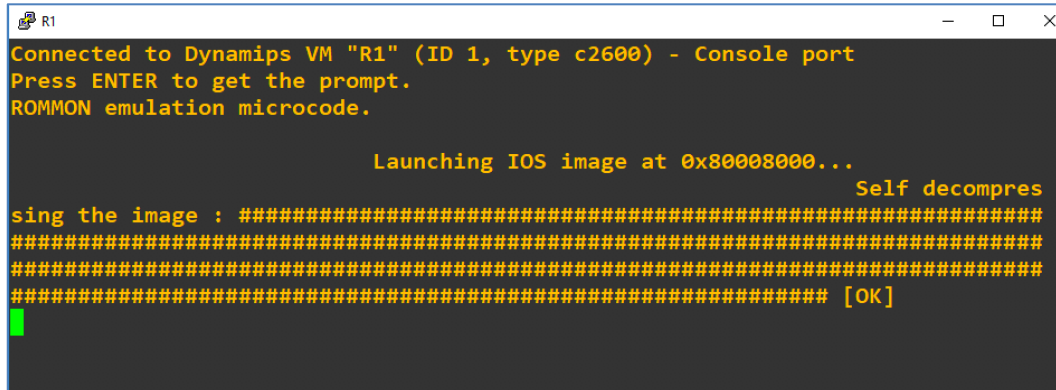 R1
Connected to Dynamips VM "R1" (ID 1, type c2600) - Console port
Press ENTER to get the prompt.
ROMMON emulation microcode.
Launching IOS image at 0x80008000...
Self decompres
sing the image : ############################################################
#############################################################################
#############################################################################
############################################################# [OK]